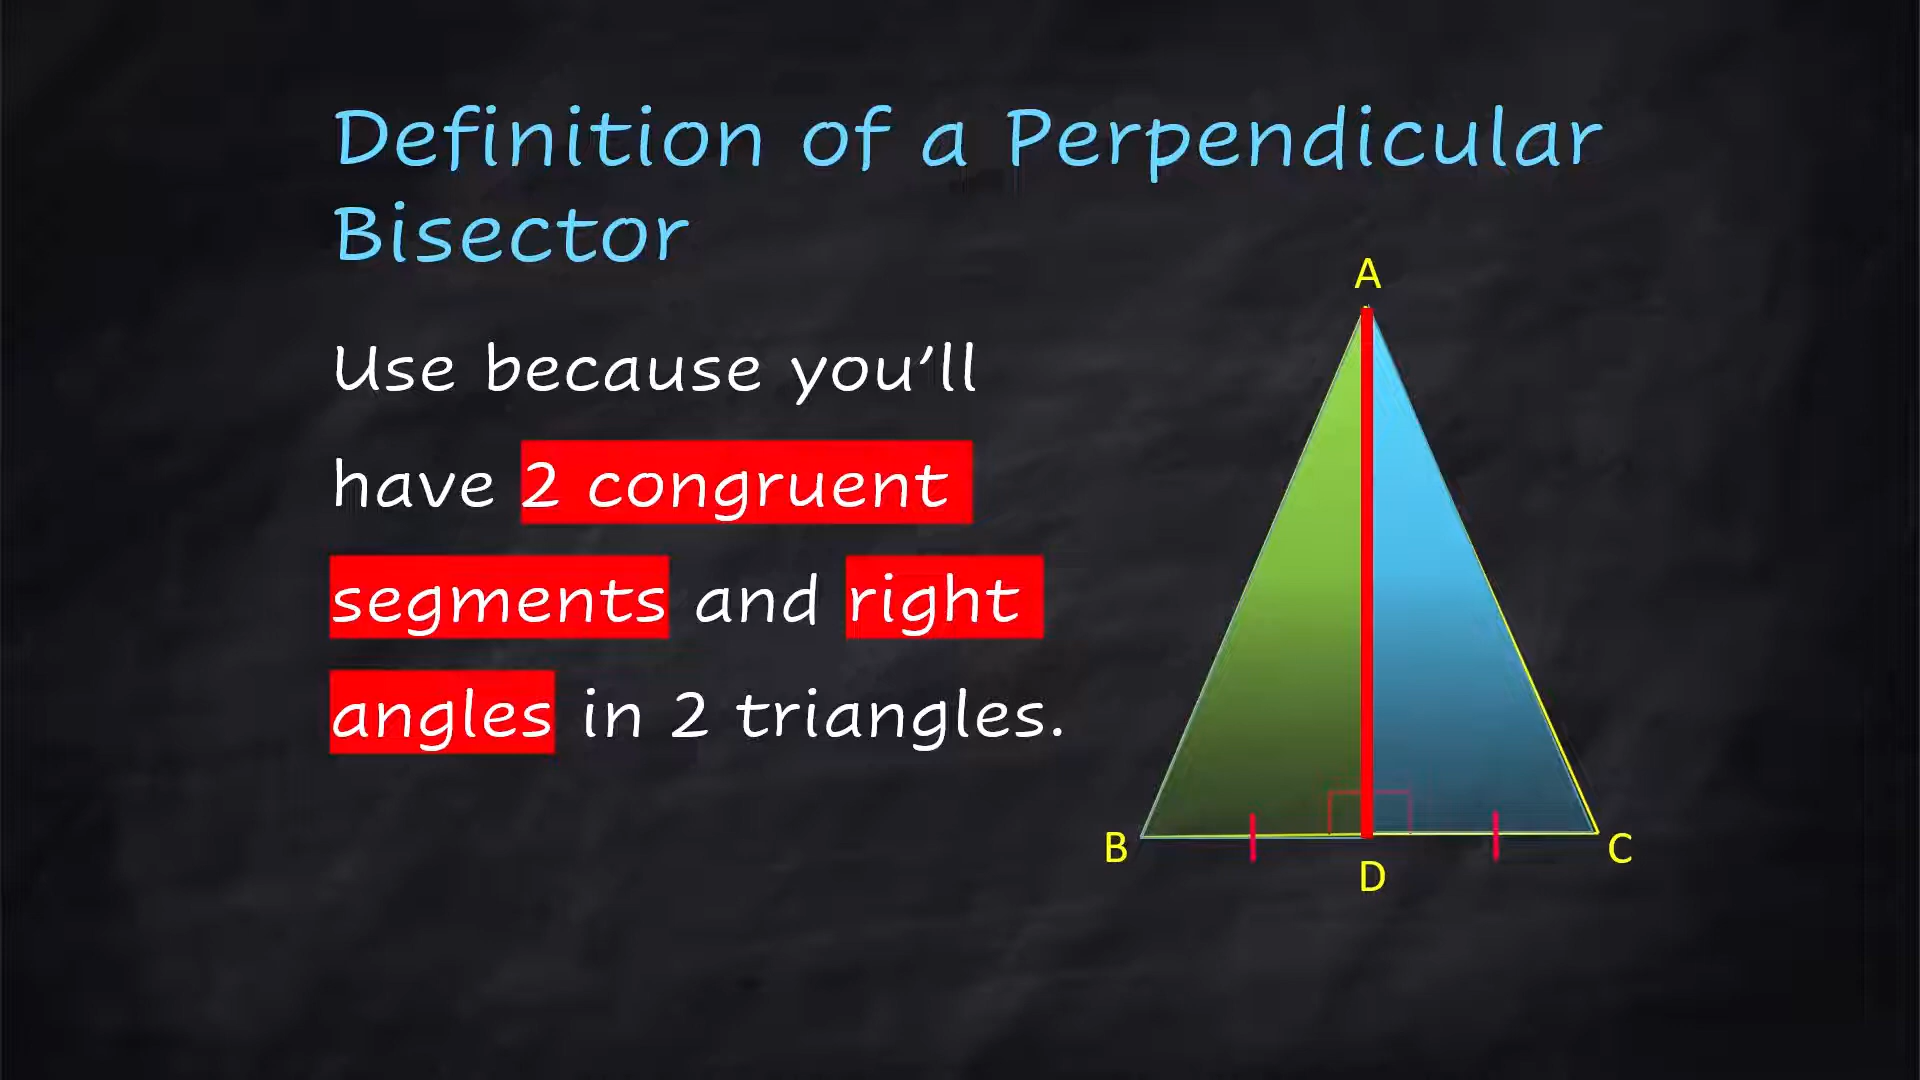 Definition of a Perpendicular
Bisector
Use because you’ll
have 2 congruent
segments and right
angles in 2 triangles.
A
B
D
C